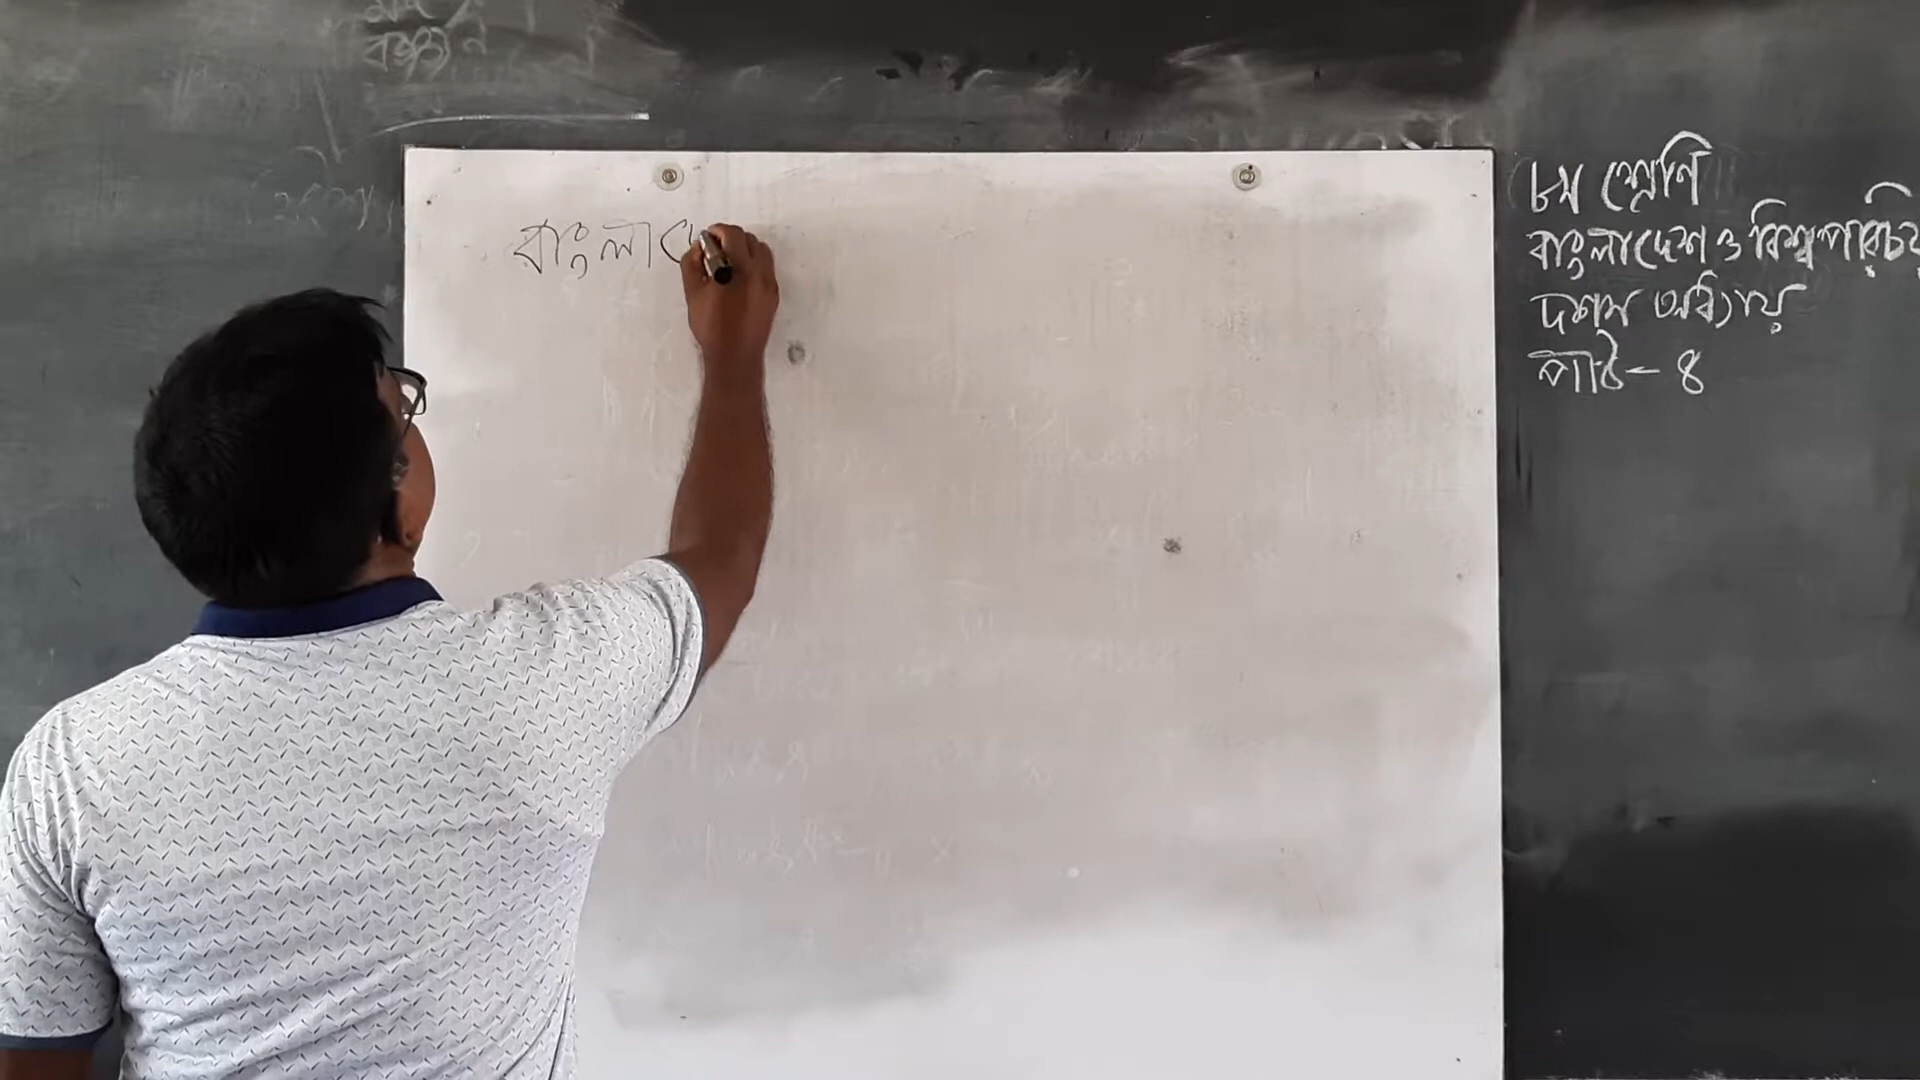 বাংলাদে
৮ম শ্রেণি
বাংলাদেশ ও বিশ্বপরিচয়
দশম অধ্যায়
পাঠ - ৪